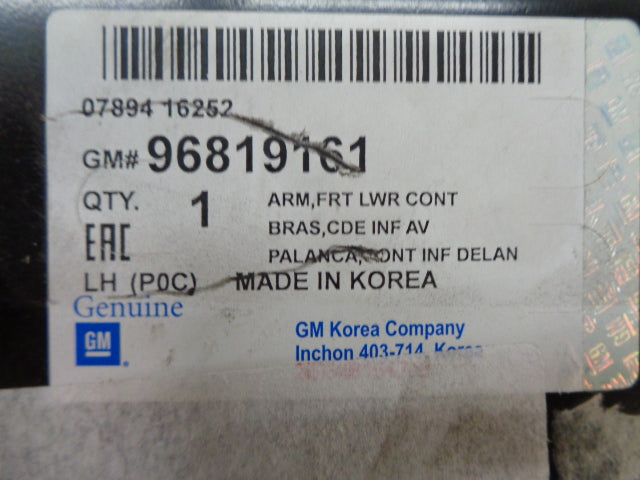 07894 16252
GM# 96819161
QTY. 1
ARM,FRT LWR CONT
BRAS,CDE INF AV
PALANCA,CONT INF DELAN
EAC
LH (P0C) MADE IN KOREA
Genuine
GM
GM Korea Company
Inchon 403-714, Korea